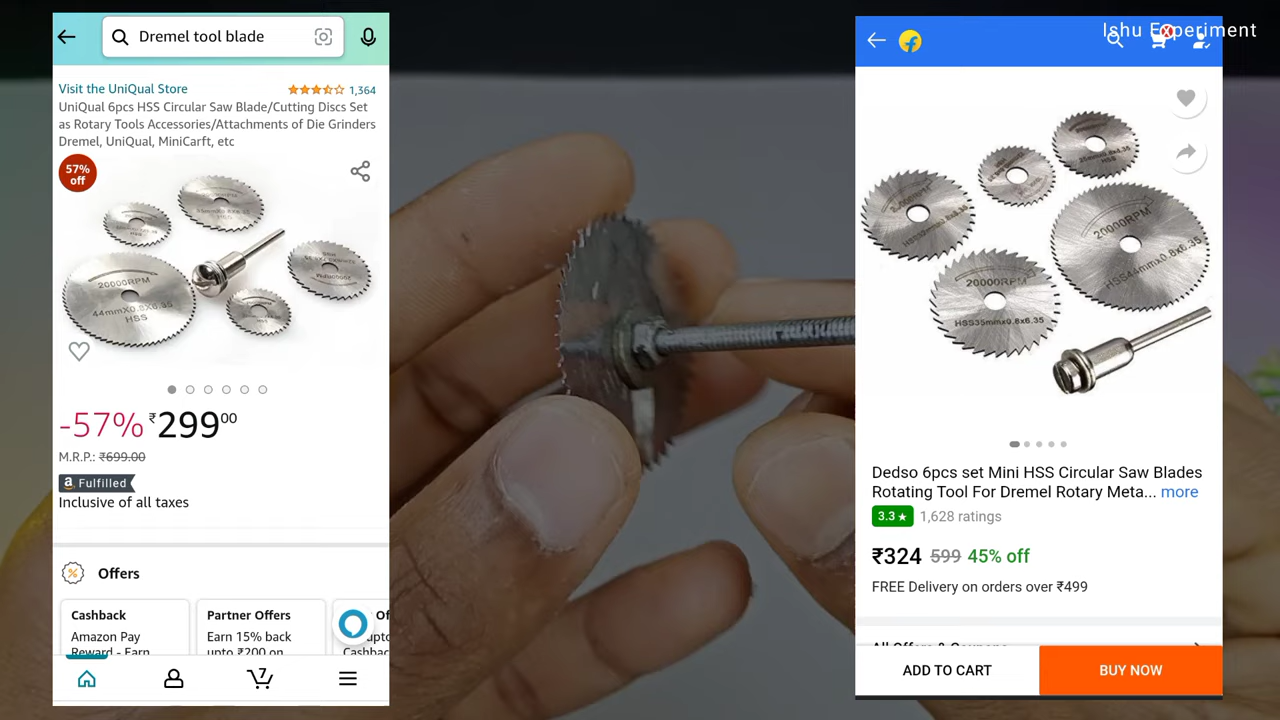 Ishu Experiment
Dremel tool blade
Visit the UniQual Store
1,364
UniQual 6pcs HSS Circular Saw Blade/Cutting Discs Set
as Rotary Tools Accessories/Attachments of Die Grinders
Dremel, UniQual, MiniCarft, etc
57%
off
20000RPM
44mmX0.8X6.35
HSS
-57% ₹29900
M.R.P.: ₹699.00
a Fulfilled
Inclusive of all taxes
Offers
Cashback
Amazon Pay
Reward - Earn
Partner Offers
Earn 15% back
upto ₹200 on
7
20000RPM
HSS44mmx0.8x6.35
20000RPM
HSS35mmx0.8x6.35
Dedso 6pcs set Mini HSS Circular Saw Blades
Rotating Tool For Dremel Rotary Meta... more
3.3★ 1,628 ratings
₹324 599 45% off
FREE Delivery on orders over ₹499
All Offers & Coupons
ADD TO CART
BUY NOW